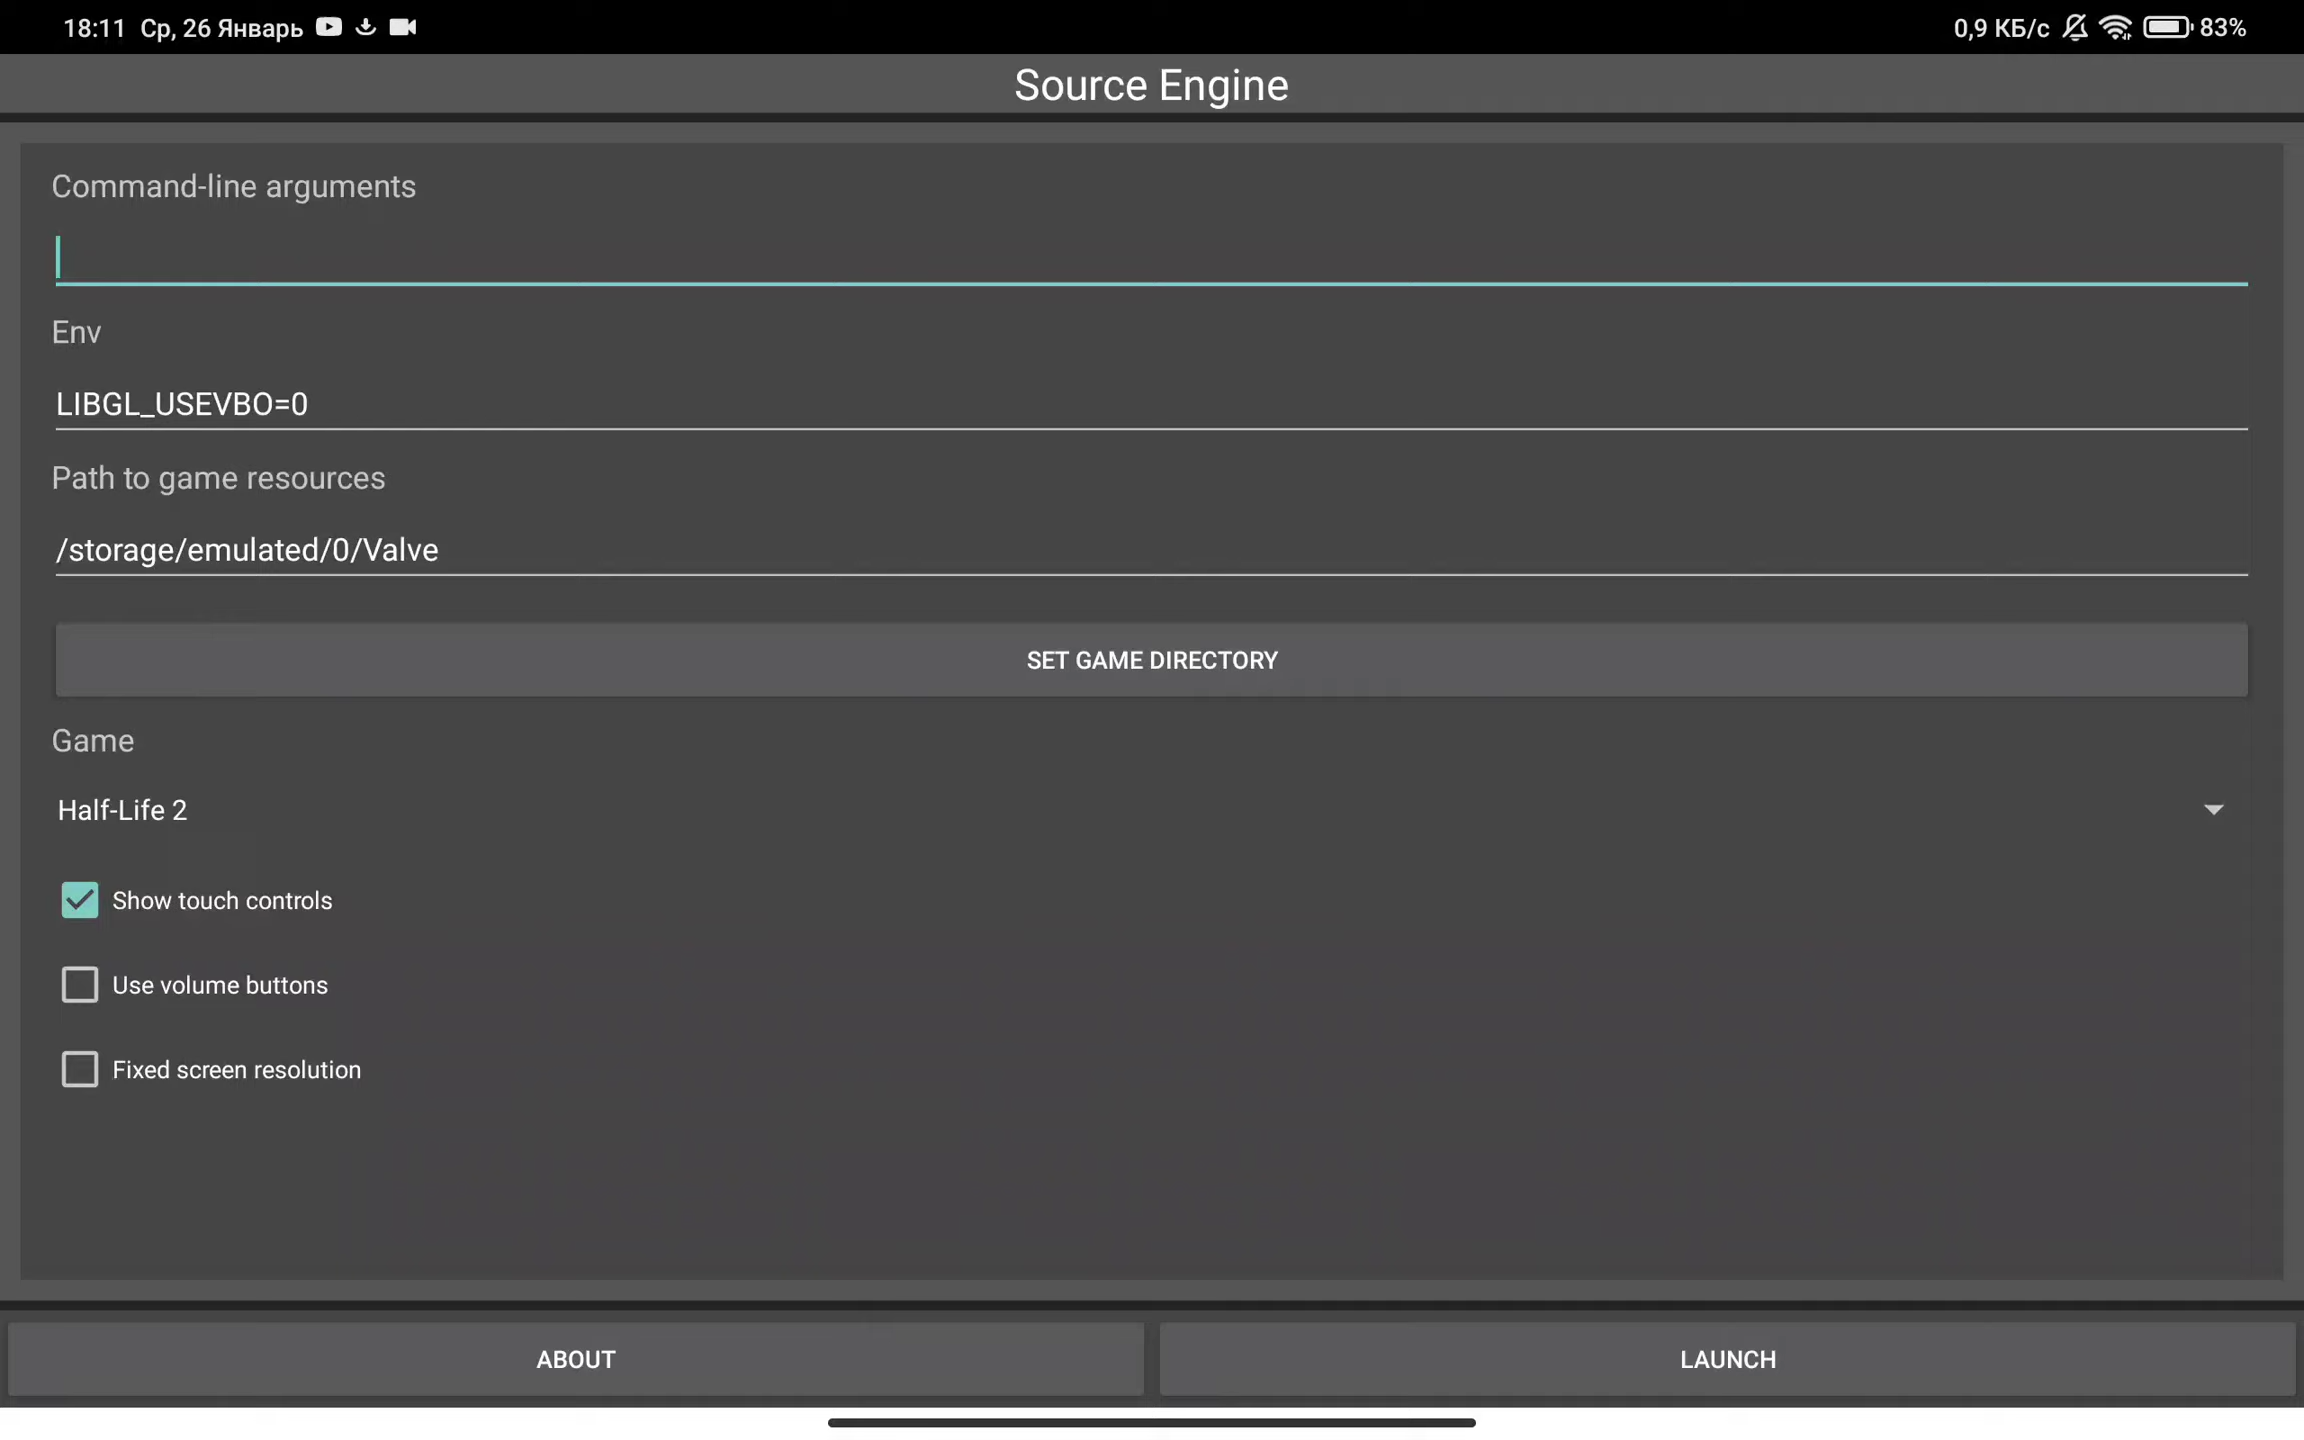 18:11 Ср, 26 Январь 0,9 КБ/с 83%
Source Engine
Command-line arguments
Env
LIBGL_USEVBO=0
Path to game resources
/storage/emulated/0/Valve
SET GAME DIRECTORY
Game
Half-Life 2
Show touch controls
Use volume buttons
Fixed screen resolution
ABOUT LAUNCH